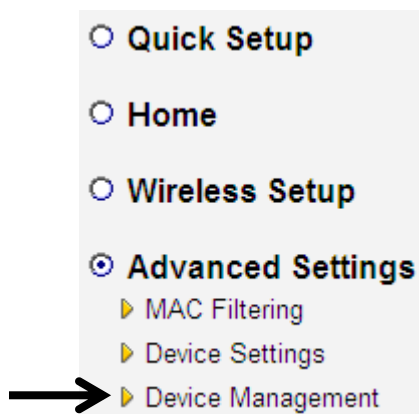 Quick Setup
Home
Wireless Setup
Advanced Settings
MAC Filtering
Device Settings
Device Management